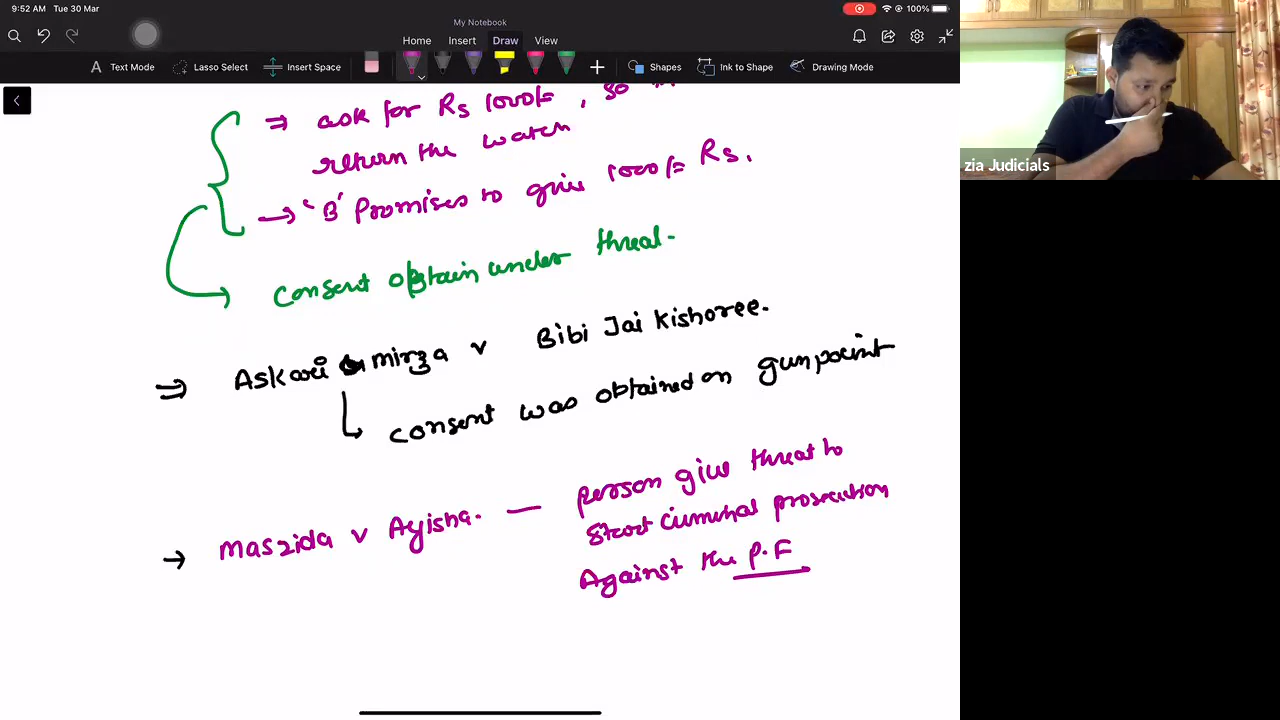 9:52 AM Tue 30 Mar
100%
My Notebook
Home Insert Draw View
Text Mode Lasso Select Insert Space Shapes Ink to Shape Drawing Mode
⇒ ask for Rs 1000/= , so
return the watch
→ 'B' Promises to give 1000/= Rs.
Consent obtain under threat.
⇒ Askari mirza v Bibi Jai Kishoree.
consent was obtained on gunpoint
→ Maszida v Ayisha. — person give threat to
Start criminal prosecution
Against the P.F
zia Judicials